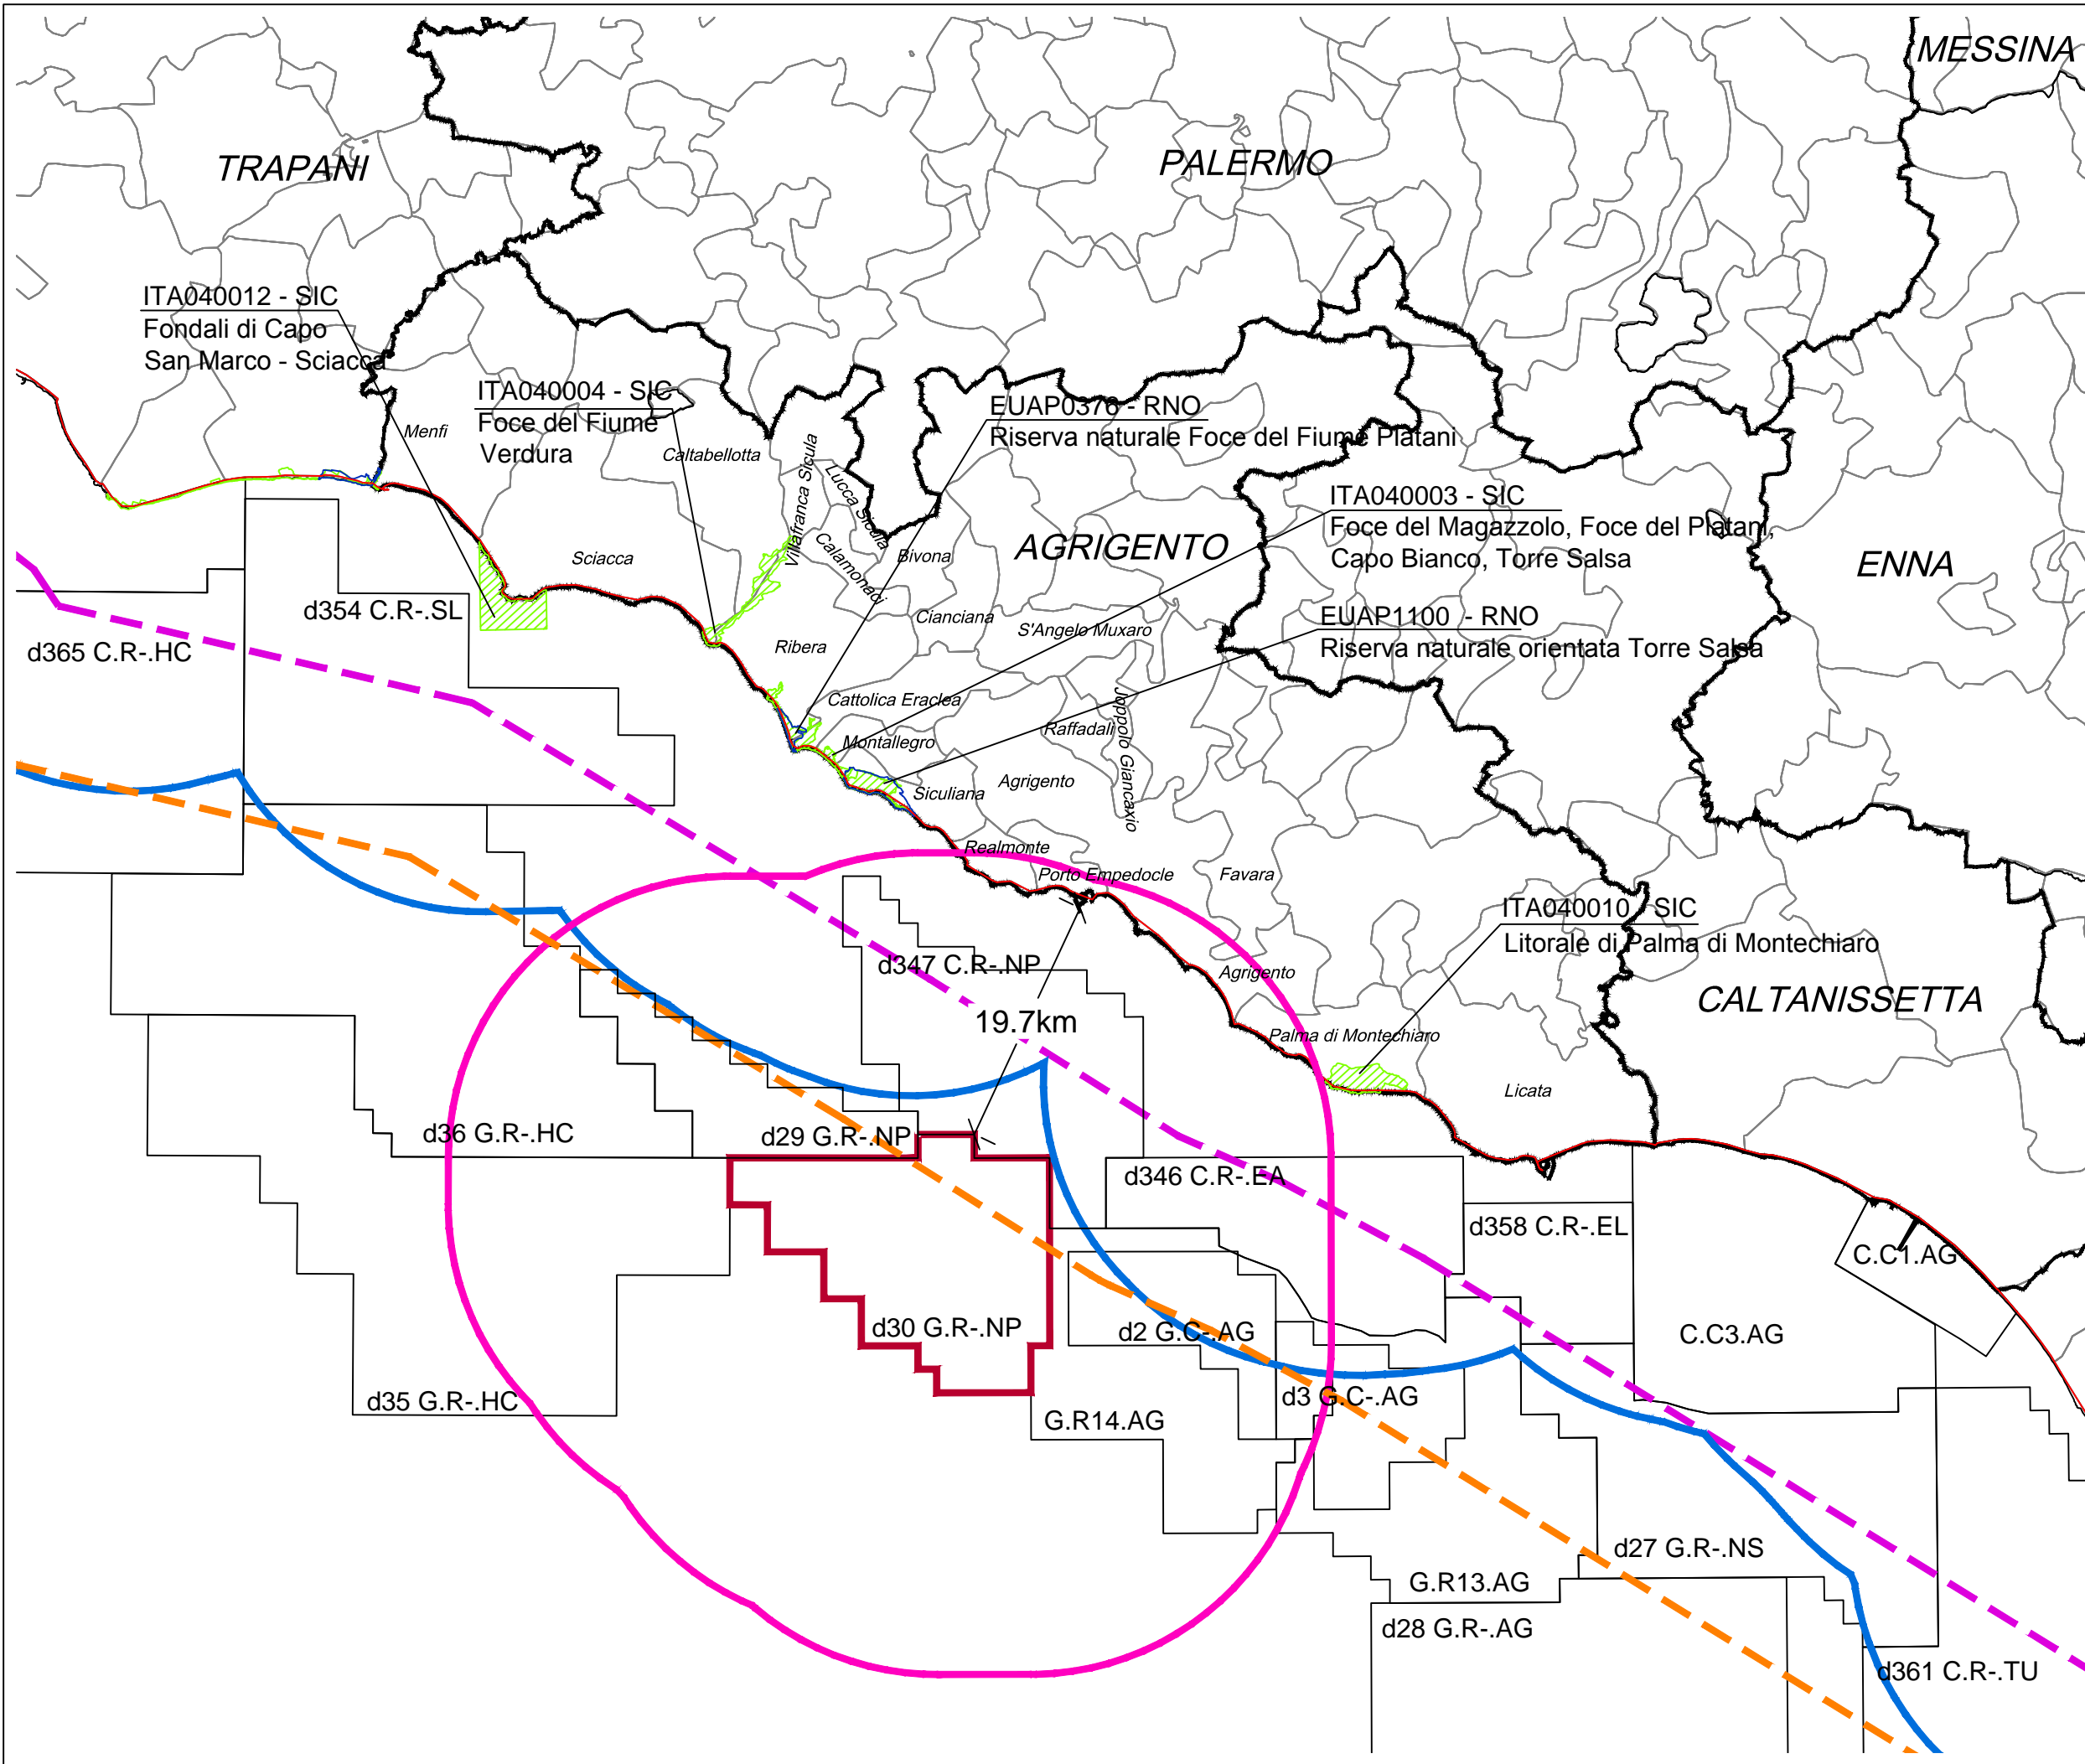 MESSINA
TRAPANI
PALERMO
ITA040012 - SIC
Fondali di Capo
San Marco - Sciacca
ITA040004 - SIC
Foce del Fiume
Verdura
EUAP0376 - RNO
Riserva naturale Foce del Fiume Platani
Menfi
Caltabellotta
Villafranca Sicula
Lucca Sicula
Calamonaci
Bivona
ITA040003 - SIC
Foce del Magazzolo, Foce del Platani,
Capo Bianco, Torre Salsa
AGRIGENTO
ENNA
Sciacca
Cianciana
S'Angelo Muxaro
EUAP1100 - RNO
Riserva naturale orientata Torre Salsa
d354 C.R-.SL
d365 C.R-.HC
Ribera
Cattolica Eraclea
Montallegro
Raffadali
Joppolo Giancaxio
Agrigento
Siculiana
Realmonte
Porto Empedocle
Favara
ITA040010 - SIC
Litorale di Palma di Montechiaro
d347 C.R-.NP
Agrigento
CALTANISSETTA
19.7km
Palma di Montechiaro
Licata
d36 G.R-.HC
d29 G.R-.NP
d346 C.R-.EA
d358 C.R-.EL
C.C1.AG
d30 G.R-.NP
d2 G.C-.AG
C.C3.AG
d35 G.R-.HC
d3 G.C-.AG
G.R14.AG
d27 G.R-.NS
G.R13.AG
d28 G.R-.AG
d361 C.R-.TU